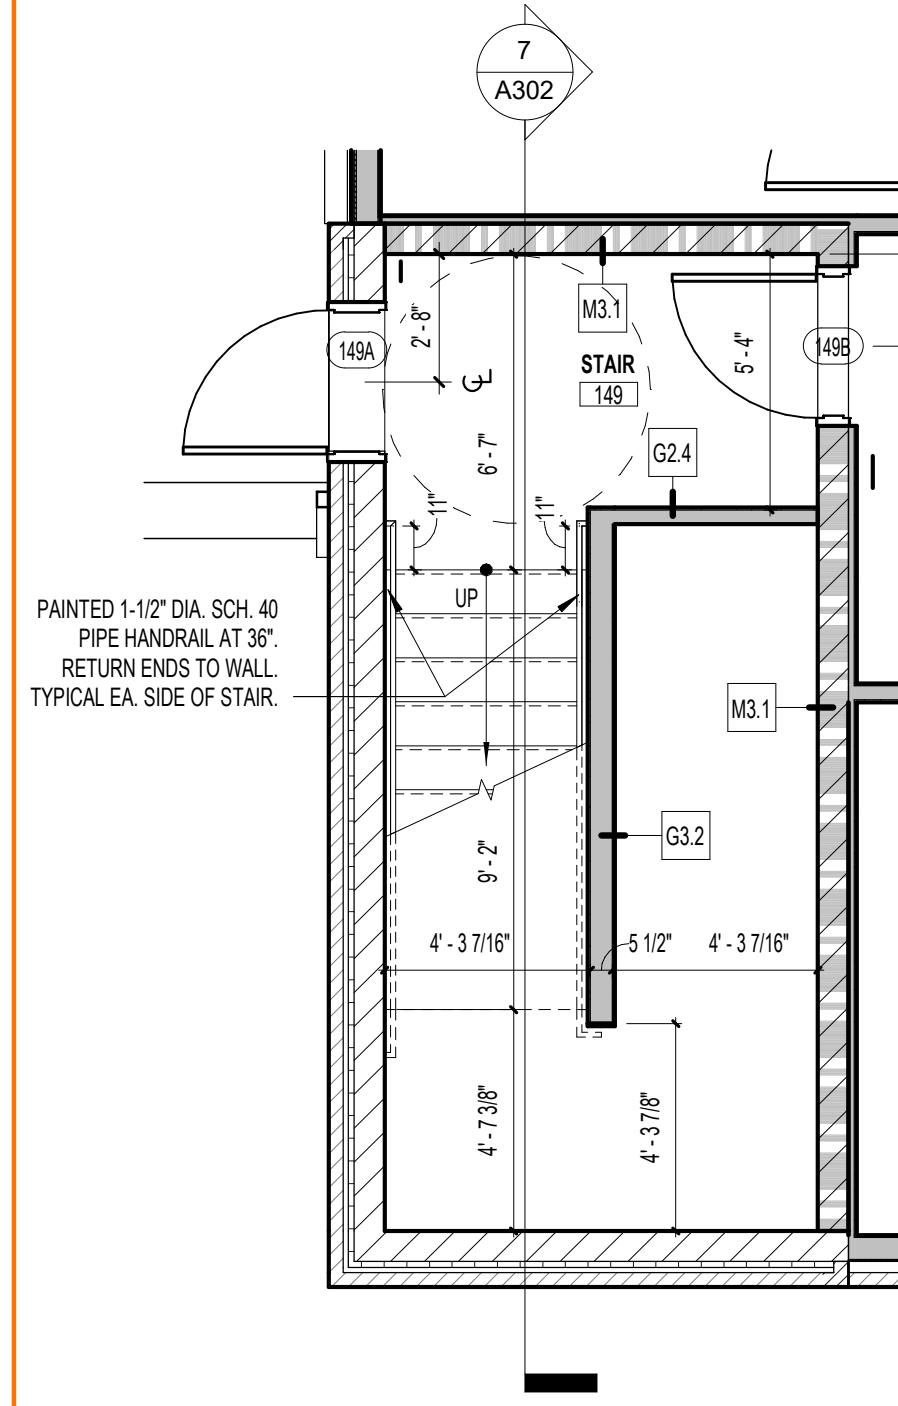 7
A302
M3.1
2' - 8"
149A
5' - 4"
149B
STAIR
149
℄
6' - 7"
G2.4
11"
11"
UP
PAINTED 1-1/2" DIA. SCH. 40
PIPE HANDRAIL AT 36".
RETURN ENDS TO WALL.
TYPICAL EA. SIDE OF STAIR.
M3.1
G3.2
9' - 2"
4' - 3 7/16"
5 1/2"
4' - 3 7/16"
4' - 7 3/8"
4' - 3 7/8"